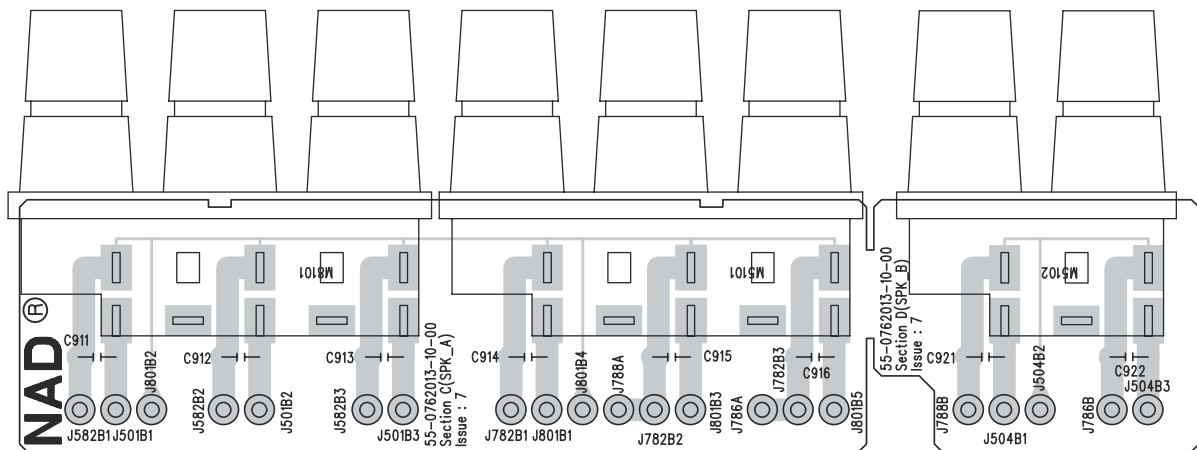 M8101
M5101
M5102
NAD®
C911
C912
C913
C914
C915
C916
C921
C922
J801B2
J582B2
J501B2
J582B3
J801B4
J788A
J801B3
J786A
J782B3
J801B5
J788B
J504B2
J786B
J504B3
J582B1
J501B1
J501B3
J782B1
J801B1
J782B2
J504B1
55-0762013-10-00
Section C(SPK_A)
Issue : 7
55-0762013-10-00
Section D(SPK_B)
Issue : 7